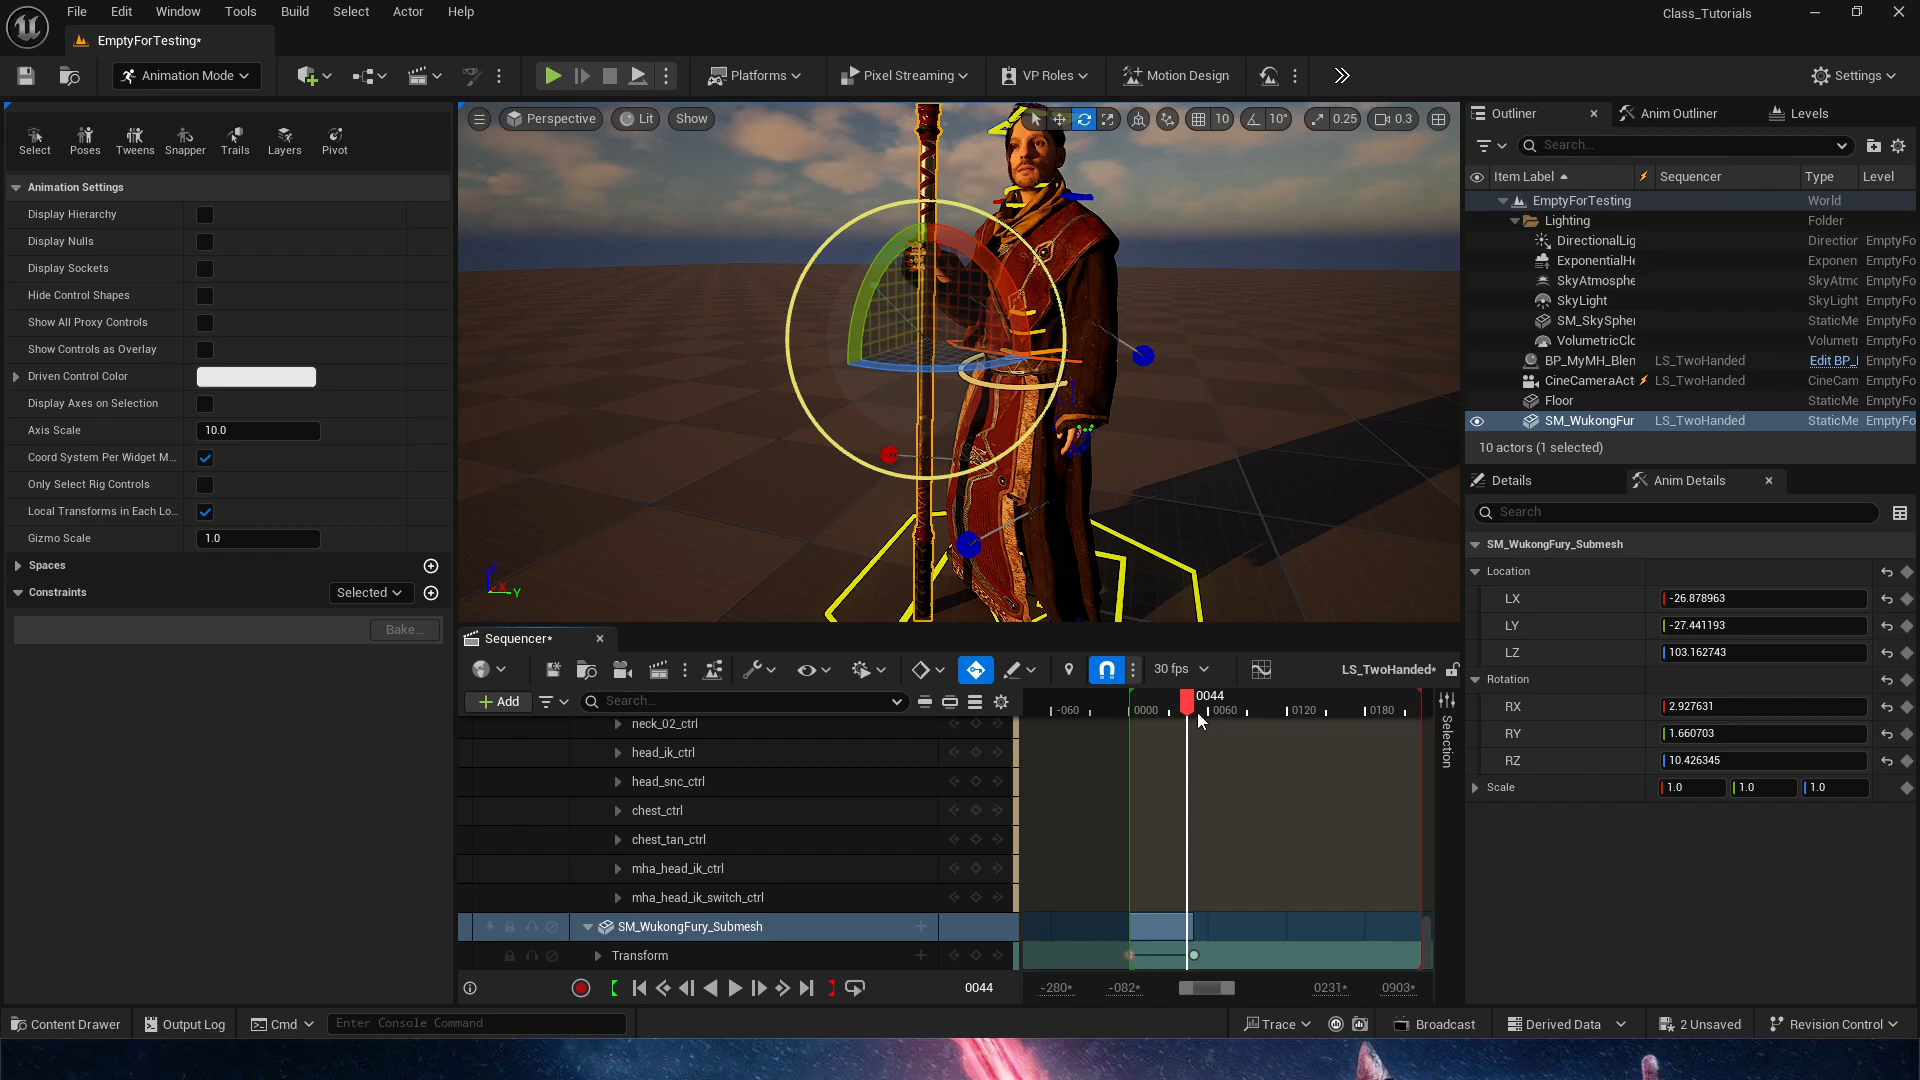 File Edit Window Tools Build Select Actor Help
Class_Tutorials
EmptyForTesting*
Animation Mode
Platforms
Pixel Streaming
VP Roles
Motion Design
Settings
Select Poses Tweens Snapper Trails Layers Pivot
Animation Settings
Display Hierarchy
Display Nulls
Display Sockets
Hide Control Shapes
Show All Proxy Controls
Show Controls as Overlay
Driven Control Color
Display Axes on Selection
Axis Scale 10.0
Coord System Per Widget M...
Only Select Rig Controls
Local Transforms in Each Lo...
Gizmo Scale 1.0
Spaces
Constraints Selected
Bake...
Perspective Lit Show
10 10° 0.25 0.3
Z X Y
Sequencer*
30 fps
LS_TwoHanded*
Add Search...
neck_02_ctrl
head_ik_ctrl
head_snc_ctrl
chest_ctrl
chest_tan_ctrl
mha_head_ik_ctrl
mha_head_ik_switch_ctrl
SM_WukongFury_Submesh
Transform
0044
-060 0000 0060 0120 0180
Selection
0044
-280* -082* 0231* 0903*
Outliner Anim Outliner Levels
Search...
Item Label Sequencer Type Level
EmptyForTesting World
Lighting Folder
DirectionalLig Direction EmptyFo
ExponentialHe Exponen EmptyFo
SkyAtmosphe SkyAtmo EmptyFo
SkyLight SkyLight EmptyFo
SM_SkySpher StaticMe EmptyFo
VolumetricClo Volumetr EmptyFo
BP_MyMH_Blen LS_TwoHanded Edit BP_ EmptyFo
CineCameraAct LS_TwoHanded CineCam EmptyFo
Floor StaticMe EmptyFo
SM_WukongFur LS_TwoHanded StaticMe EmptyFo
10 actors (1 selected)
Details Anim Details
Search
SM_WukongFury_Submesh
Location
LX -26.878963
LY -27.441193
LZ 103.162743
Rotation
RX 2.927631
RY 1.660703
RZ 10.426345
Scale 1.0 1.0 1.0
Content Drawer Output Log Cmd Enter Console Command
Trace Broadcast Derived Data 2 Unsaved Revision Control